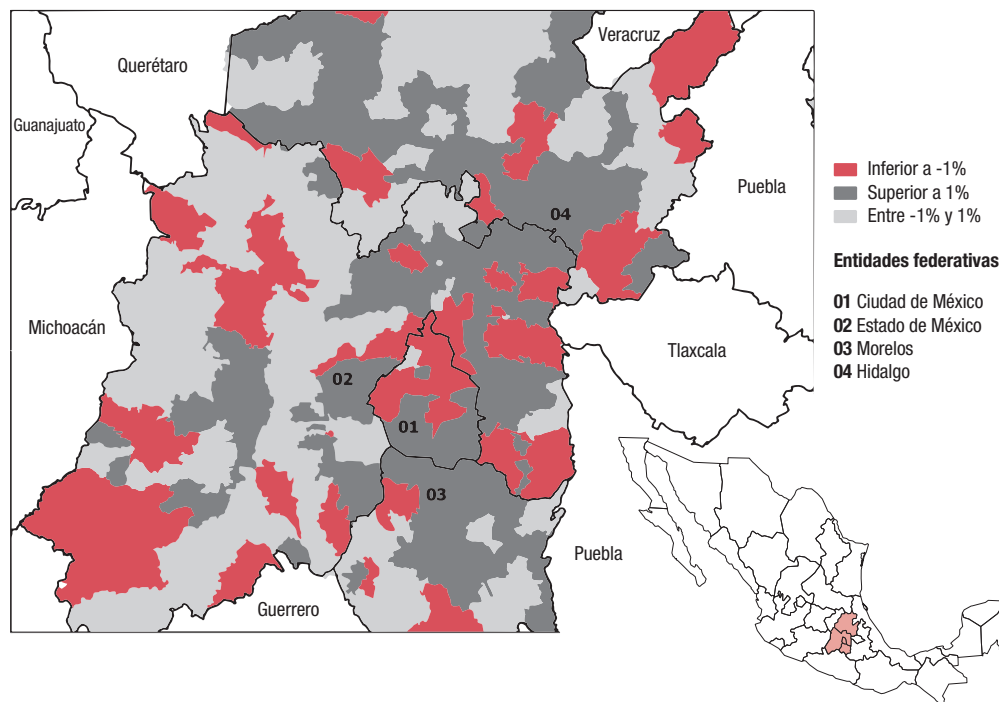 Veracruz
Querétaro
Guanajuato
Inferior a -1%
Superior a 1%
Entre -1% y 1%
Puebla
04
Entidades federativas
01 Ciudad de México
02 Estado de México
03 Morelos
04 Hidalgo
Michoacán
Tlaxcala
02
01
03
Puebla
Guerrero